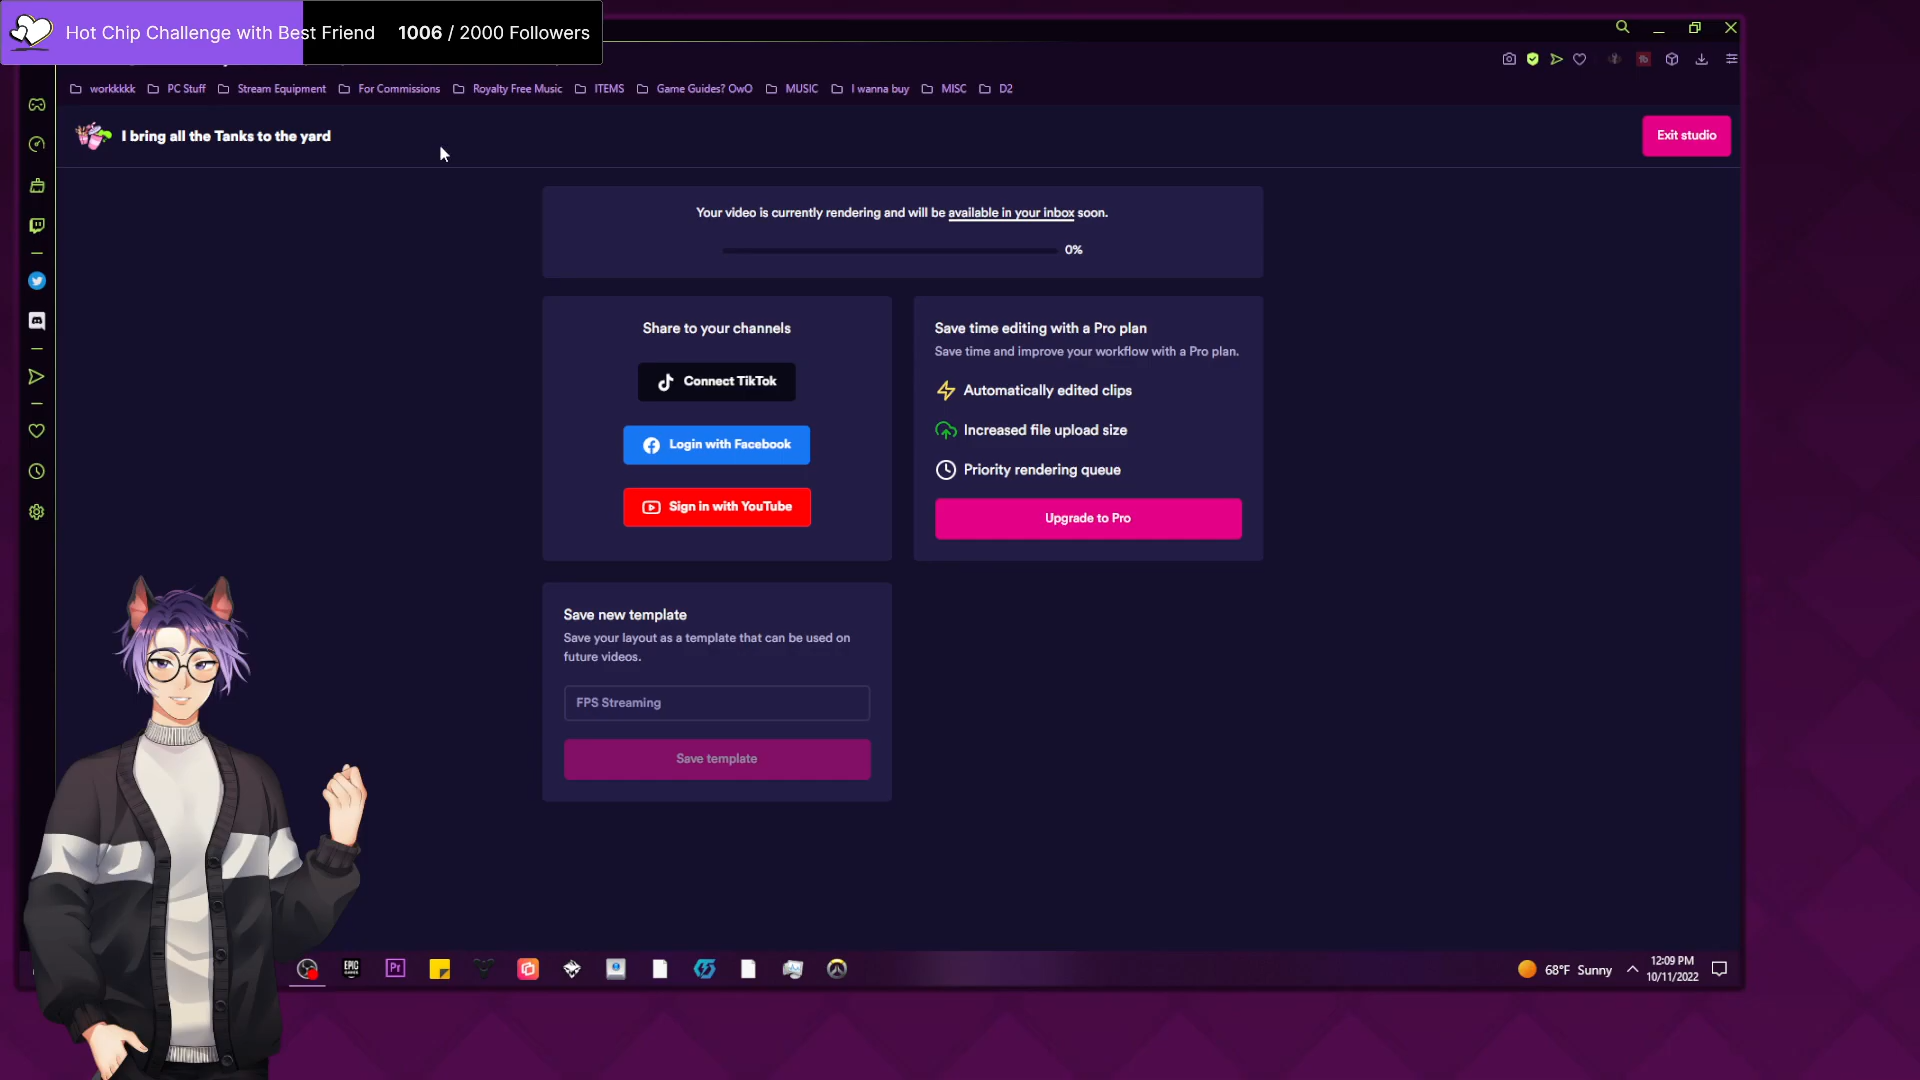 Hot Chip Challenge with Best Friend 1006 / 2000 Followers
workkkkk PC Stuff Stream Equipment For Commissions Royalty Free Music ITEMS Game Guides? OwO MUSIC I wanna buy MISC D2
I bring all the Tanks to the yard
Exit studio
Your video is currently rendering and will be available in your inbox soon.
0%
Share to your channels
Connect TikTok
Login with Facebook
Sign in with YouTube
Save time editing with a Pro plan
Save time and improve your workflow with a Pro plan.
Automatically edited clips
Increased file upload size
Priority rendering queue
Upgrade to Pro
Save new template
Save your layout as a template that can be used on
future videos.
FPS Streaming
Save template
EPIC GAMES
Pr
68°F Sunny
12:09 PM
10/11/2022